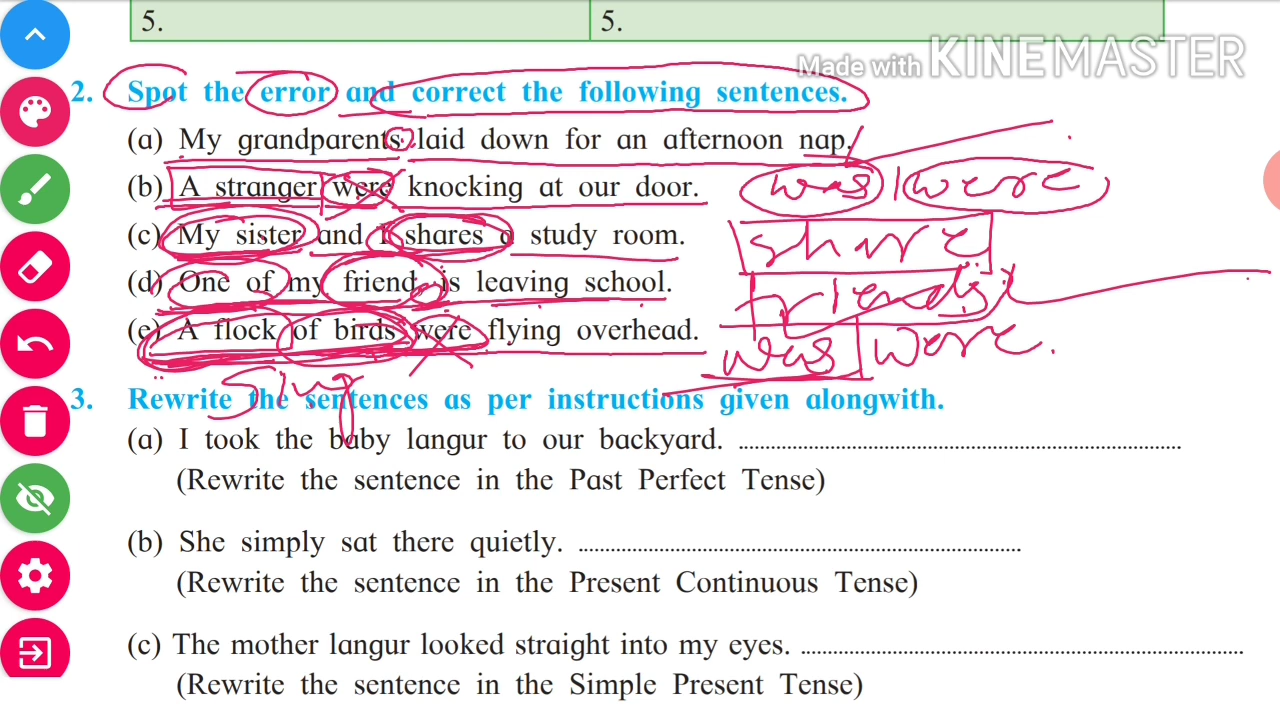 5. 5.
Made with KINEMASTER
2. Spot the error and correct the following sentences.
(a) My grandparents laid down for an afternoon nap.
(b) A stranger were knocking at our door. was / were
(c) My sister and I shares a study room. share
(d) One of my friend is leaving school. friends
(e) A flock of birds were flying overhead. was / were
Sing
3. Rewrite the sentences as per instructions given alongwith.
(a) I took the baby langur to our backyard.
(Rewrite the sentence in the Past Perfect Tense)
(b) She simply sat there quietly.
(Rewrite the sentence in the Present Continuous Tense)
(c) The mother langur looked straight into my eyes.
(Rewrite the sentence in the Simple Present Tense)